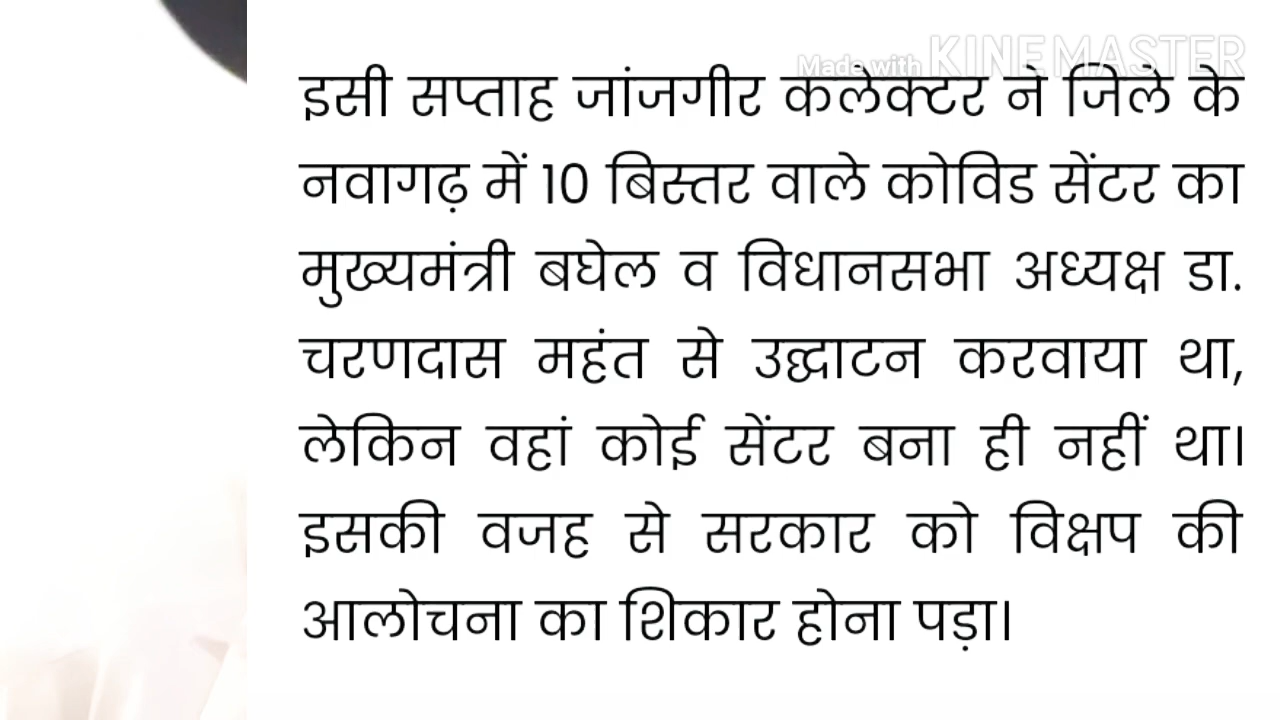 Made with KINEMASTER
इसी सप्ताह जांजगीर कलेक्टर ने जिले के
नवागढ़ में 10 बिस्तर वाले कोविड सेंटर का
मुख्यमंत्री बघेल व विधानसभा अध्यक्ष डा.
चरणदास महंत से उद्घाटन करवाया था,
लेकिन वहां कोई सेंटर बना ही नहीं था।
इसकी वजह से सरकार को विक्षप की
आलोचना का शिकार होना पड़ा।